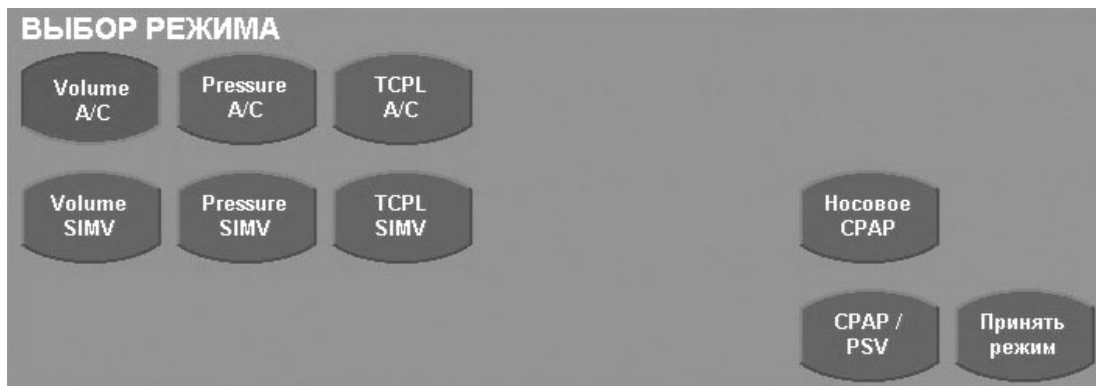 ВЫБОР РЕЖИМА
Volume
A/C
Pressure
A/C
TCPL
A/C
Volume
SIMV
Pressure
SIMV
TCPL
SIMV
Носовое
CPAP
CPAP /
PSV
Принять
режим